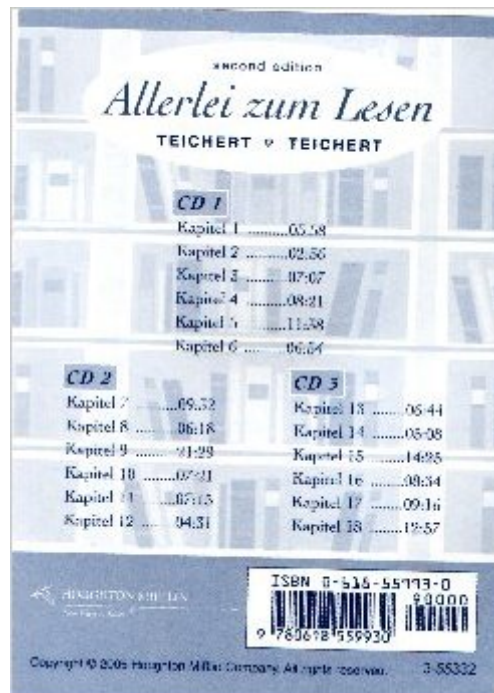 second edition
Allerlei zum Lesen
TEICHERT TEICHERT
CD 1
Kapitel 1 ..........05:58
Kapitel 2 ..........02:56
Kapitel 3 ..........07:07
Kapitel 4 ..........08:21
Kapitel 5 ..........11:38
Kapitel 6 ..........06:54
CD 2
Kapitel 7 ..........09:32
Kapitel 8 ..........06:18
Kapitel 9 ..........21:29
Kapitel 10 ........07:21
Kapitel 11
Kapitel 12 ........04:31
CD 3
Kapitel 13 ........06:44
Kapitel 14 ........05:08
Kapitel 15 ........14:25
Kapitel 16 ........08:34
Kapitel 17 ........09:16
Kapitel 18 ........12:57
HOUGHTON MIFFLIN
ISBN 0-618-55993-0
90000
9 780618 559930
Copyright © 2005 Houghton Mifflin Company. All rights reserved.
3-55332